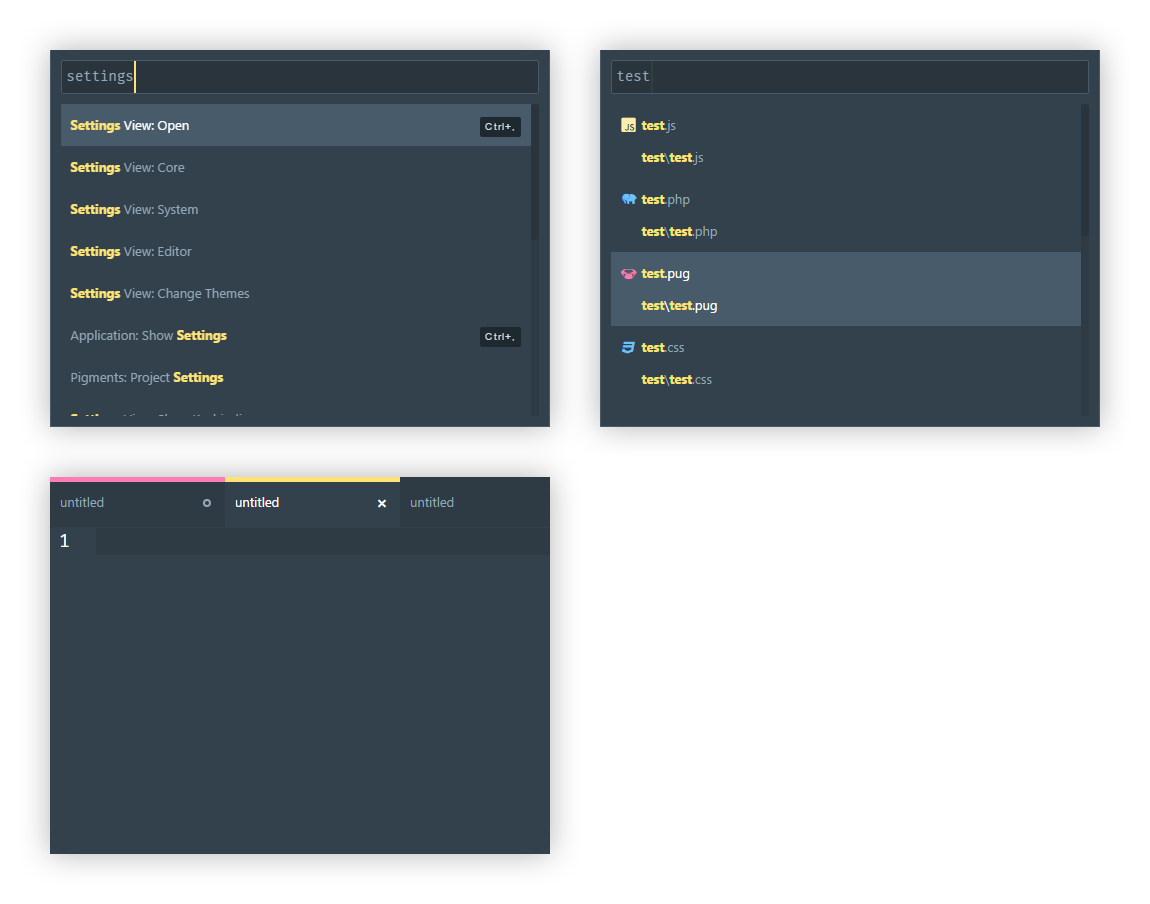 settings
Settings View: Open Ctrl+,
Settings View: Core
Settings View: System
Settings View: Editor
Settings View: Change Themes
Application: Show Settings Ctrl+,
Pigments: Project Settings
test
JS test.js
test\test.js
test.php
test\test.php
test.pug
test\test.pug
test.css
test\test.css
untitled untitled untitled
1